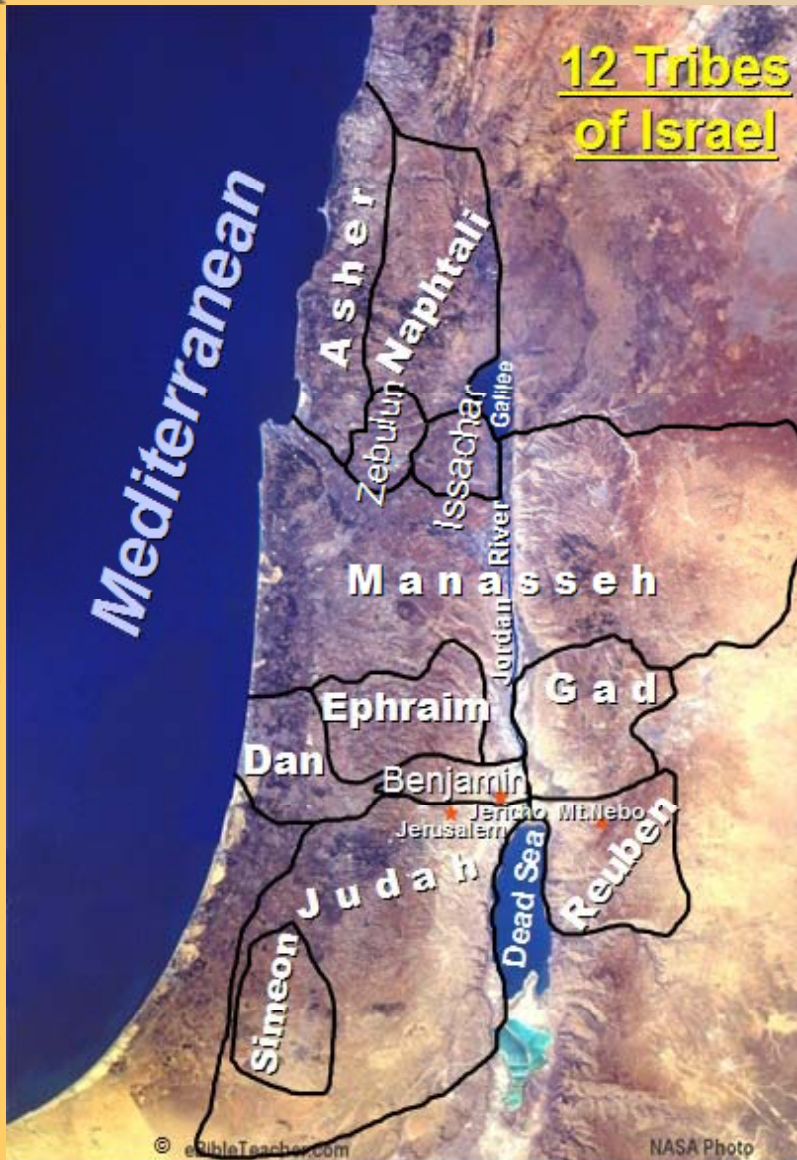 12 Tribes
of Israel
Mediterranean
Asher
Naphtali
Zebulun
Issachar
Galilee
Jordan River
Manasseh
Ephraim
Gad
Dan
Benjamin
Jericho
Mt.Nebo
Jerusalem
Reuben
Judah
Dead Sea
Simeon
© eBibleTeacher.com
NASA Photo